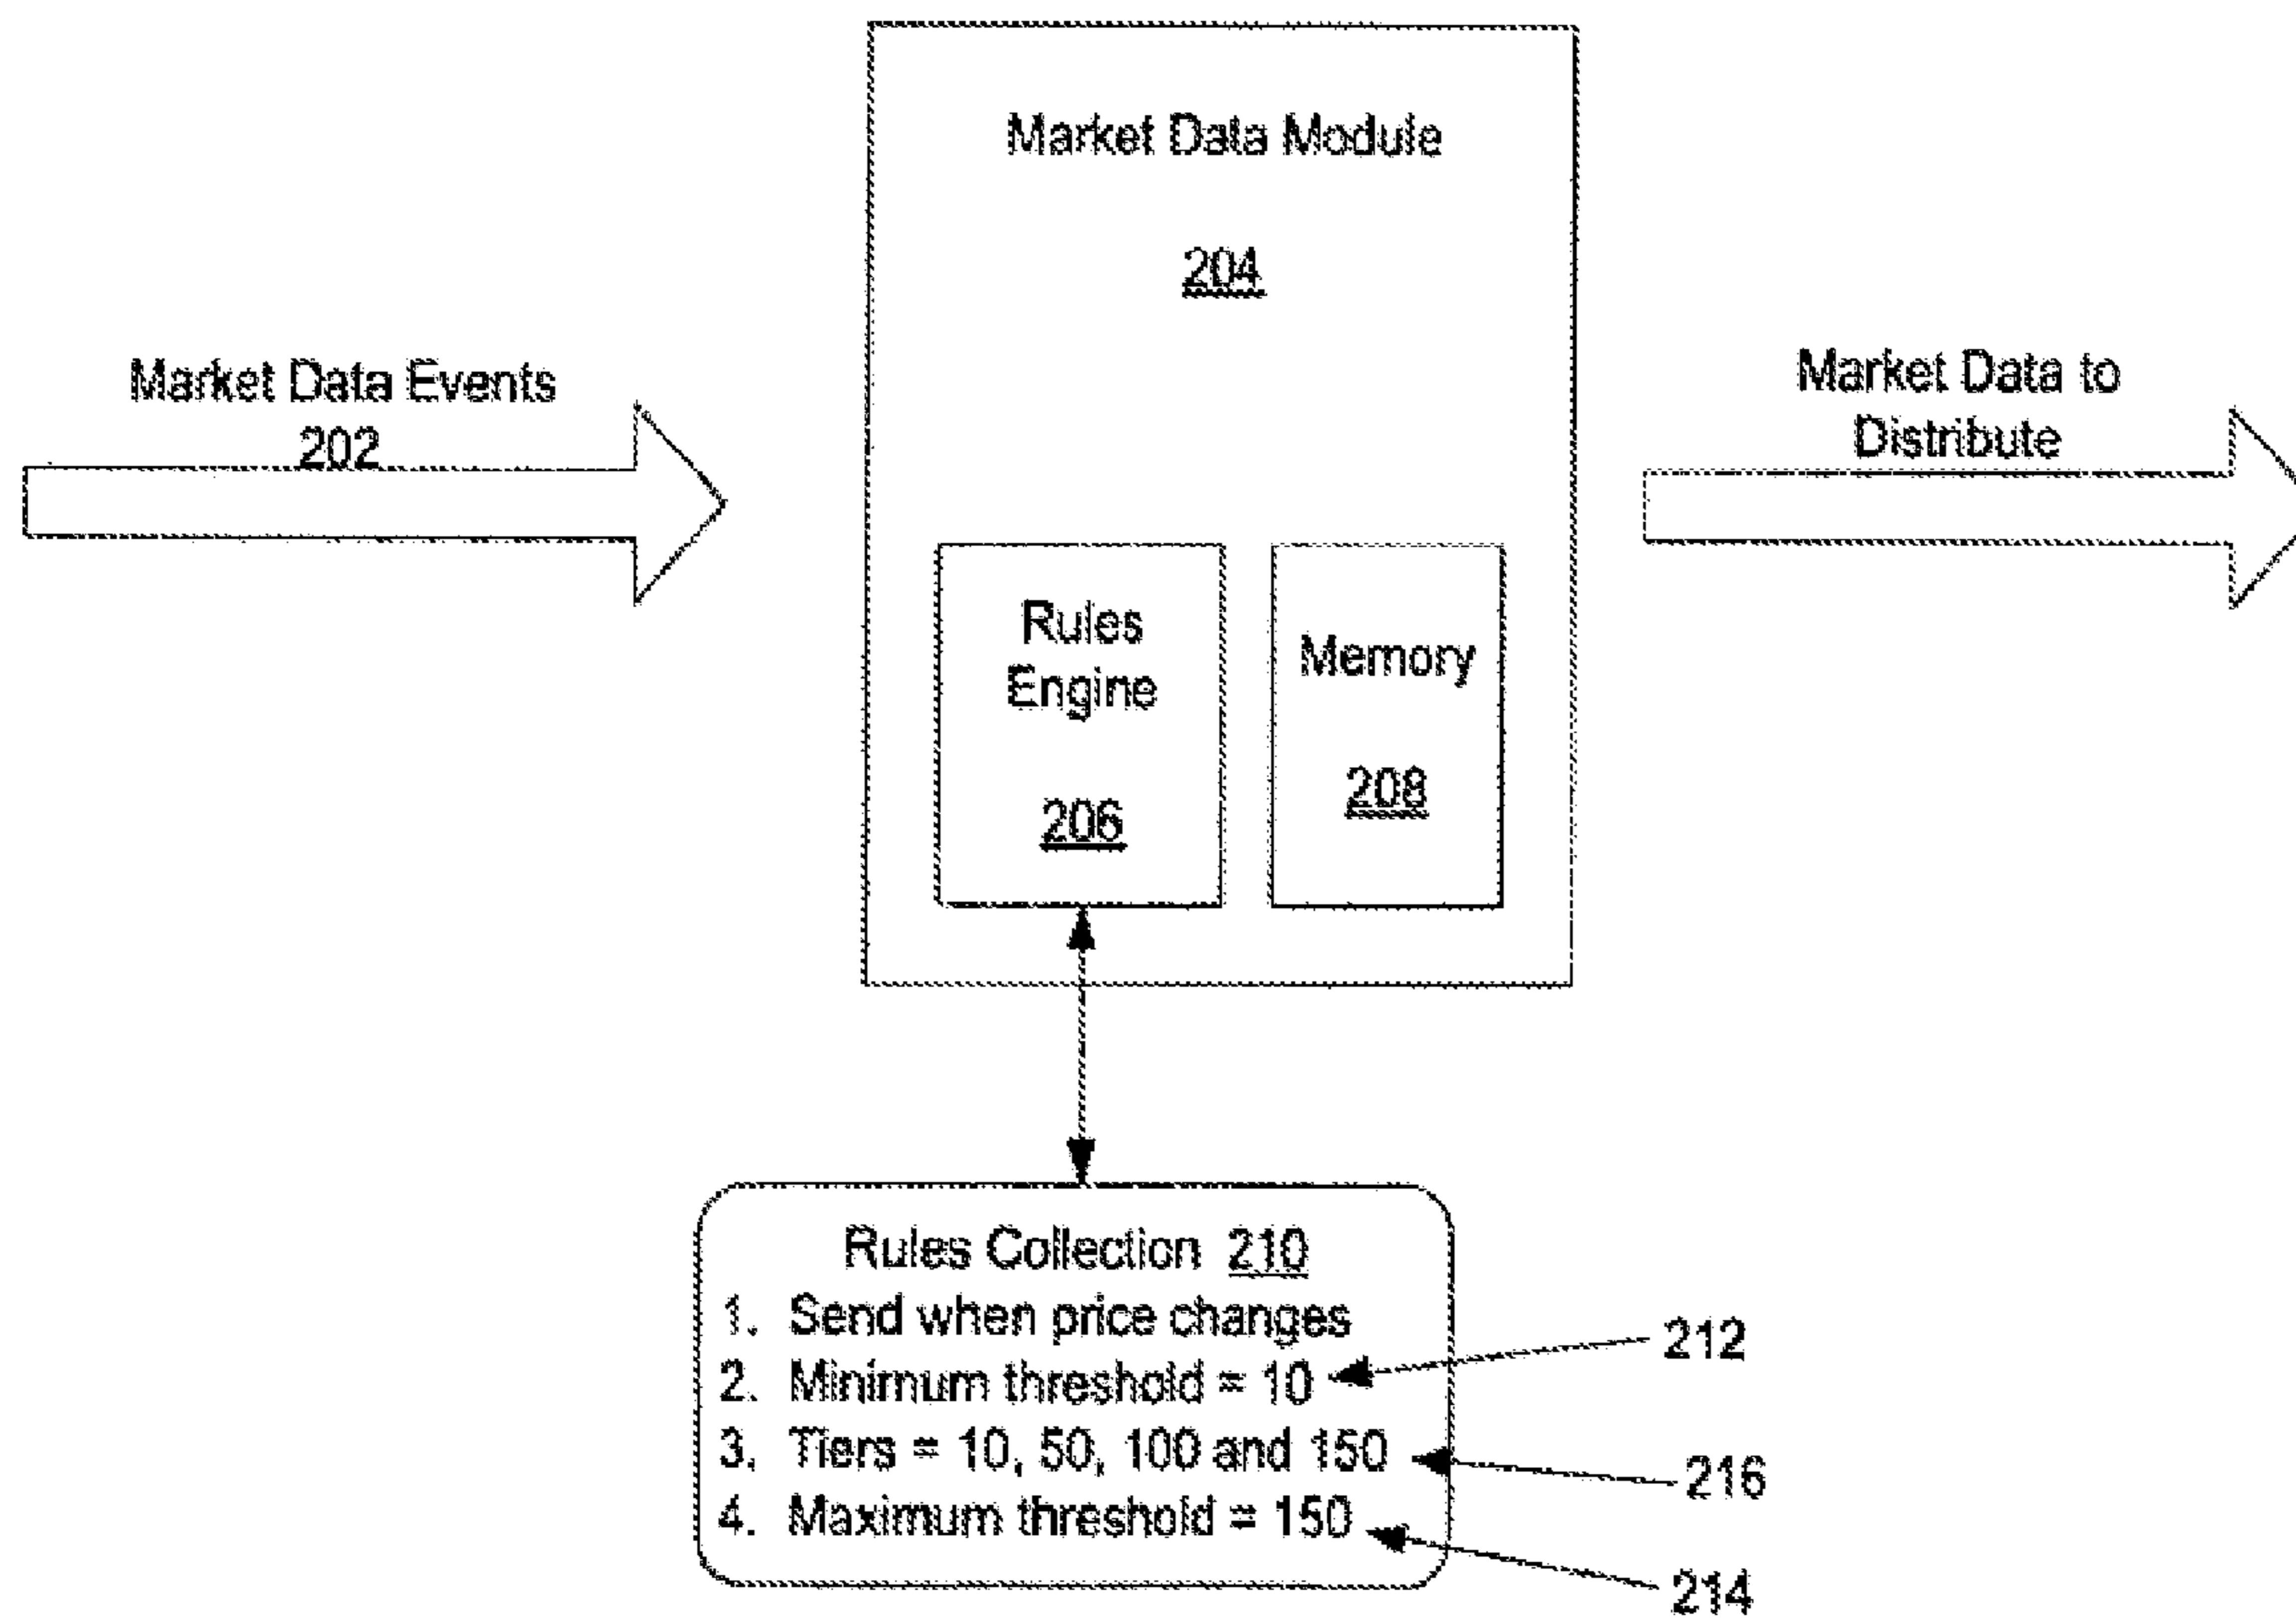 Market Data Module
204
Market Data Events
202
Market Data to
Distribute
Rules
Engine
206
Memory
208
Rules Collection 210
1. Send when price changes
2. Minimum threshold = 10
3. Tiers = 10, 50, 100 and 150
4. Maximum threshold = 150
212
216
214